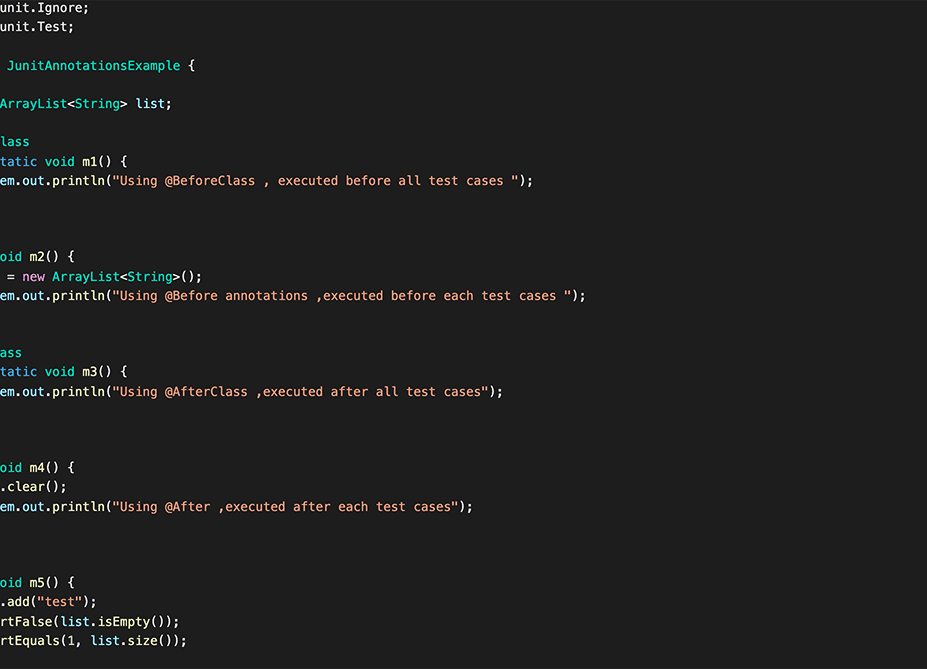 unit.Ignore;
unit.Test;
JunitAnnotationsExample {
ArrayList<String> list;
lass
tatic void m1() {
em.out.println("Using @BeforeClass , executed before all test cases ");
oid m2() {
= new ArrayList<String>();
em.out.println("Using @Before annotations ,executed before each test cases ");
ass
tatic void m3() {
em.out.println("Using @AfterClass ,executed after all test cases");
oid m4() {
.clear();
em.out.println("Using @After ,executed after each test cases");
oid m5() {
.add("test");
rtFalse(list.isEmpty());
rtEquals(1, list.size());